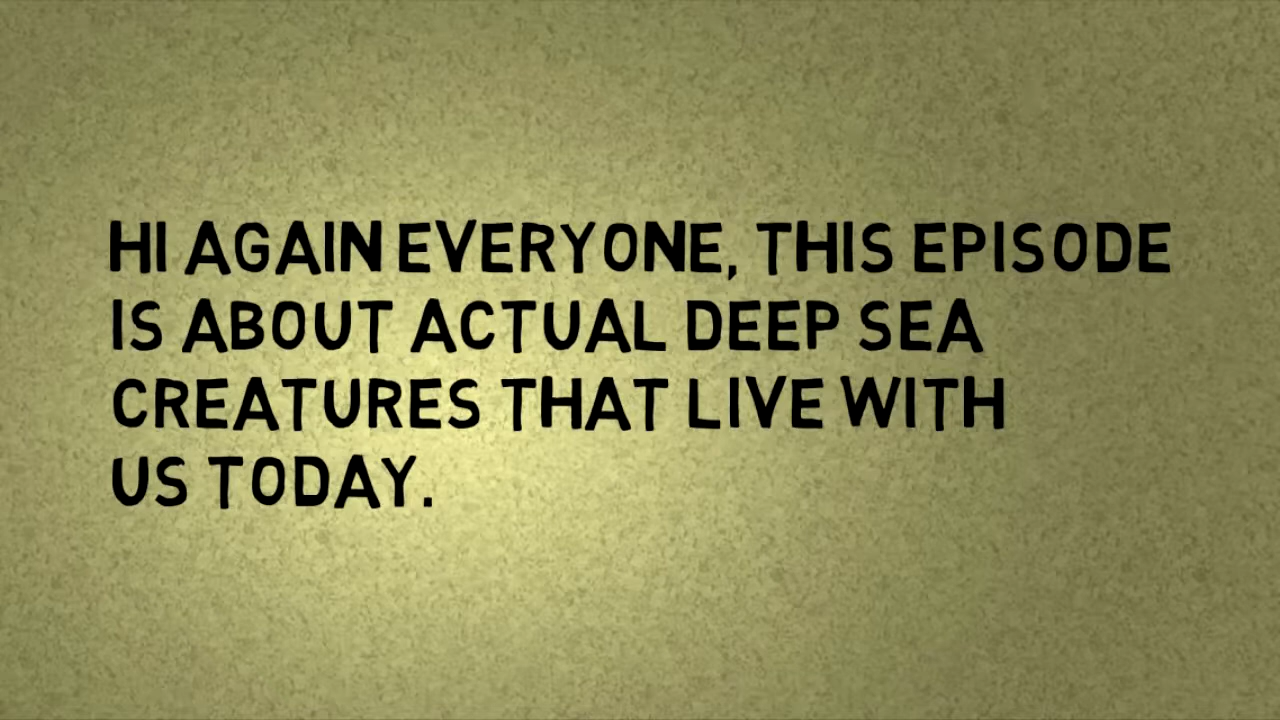 HI AGAIN EVERYONE, THIS EPISODE
IS ABOUT ACTUAL DEEP SEA
CREATURES THAT LIVE WITH
US TODAY.